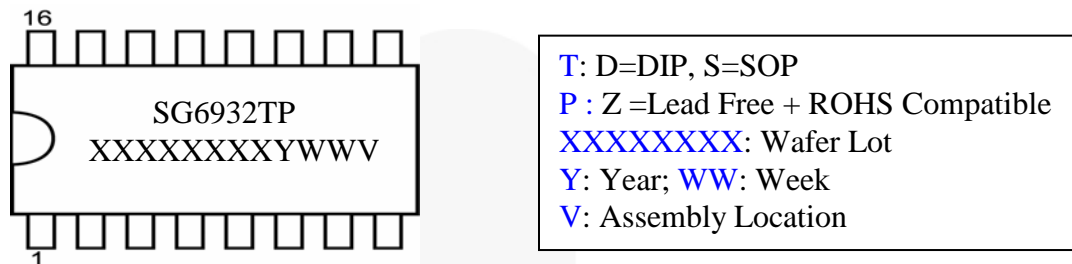 16
SG6932TP
XXXXXXXXYWWV
1
T: D=DIP, S=SOP
P : Z =Lead Free + ROHS Compatible
XXXXXXXX: Wafer Lot
Y: Year; WW: Week
V: Assembly Location